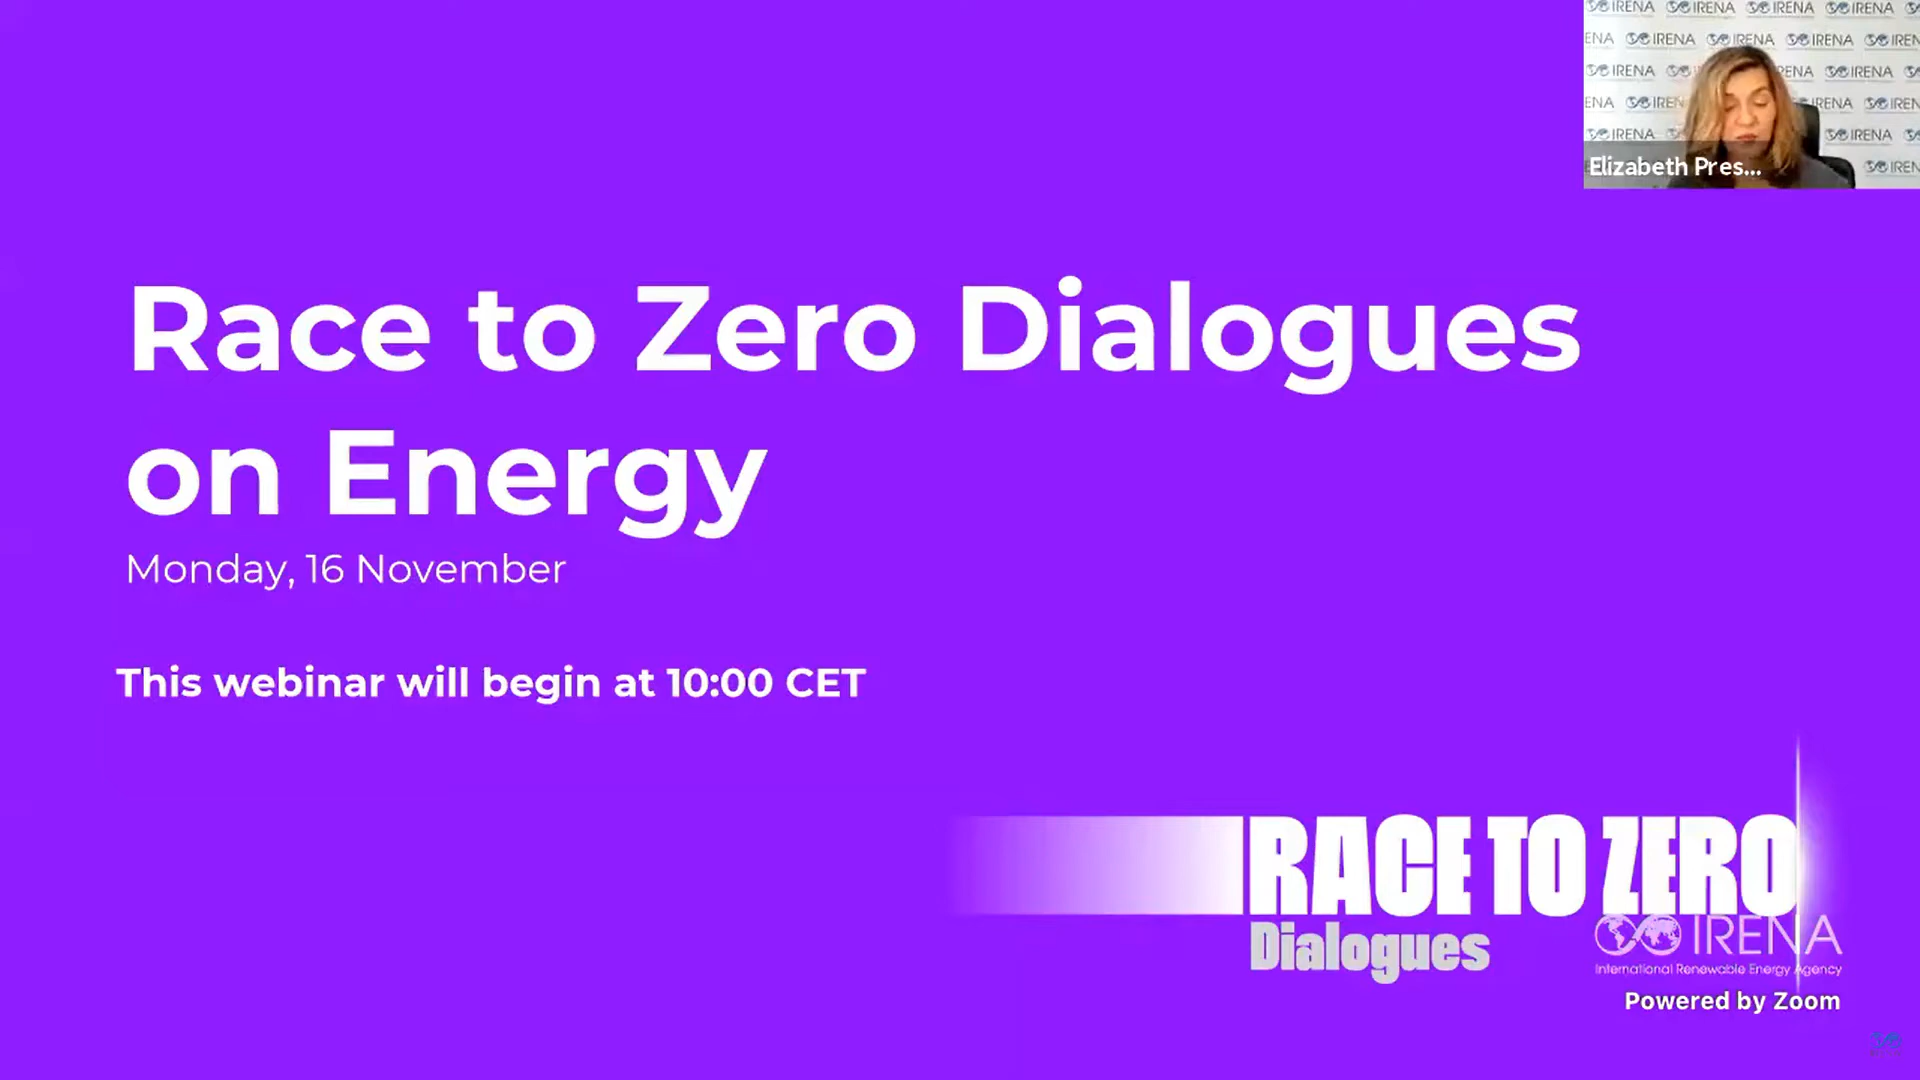 Elizabeth Pres...
Race to Zero Dialogues
on Energy
Monday, 16 November
This webinar will begin at 10:00 CET
RACE TO ZERO
Dialogues
IRENA
International Renewable Energy Agency
Powered by Zoom